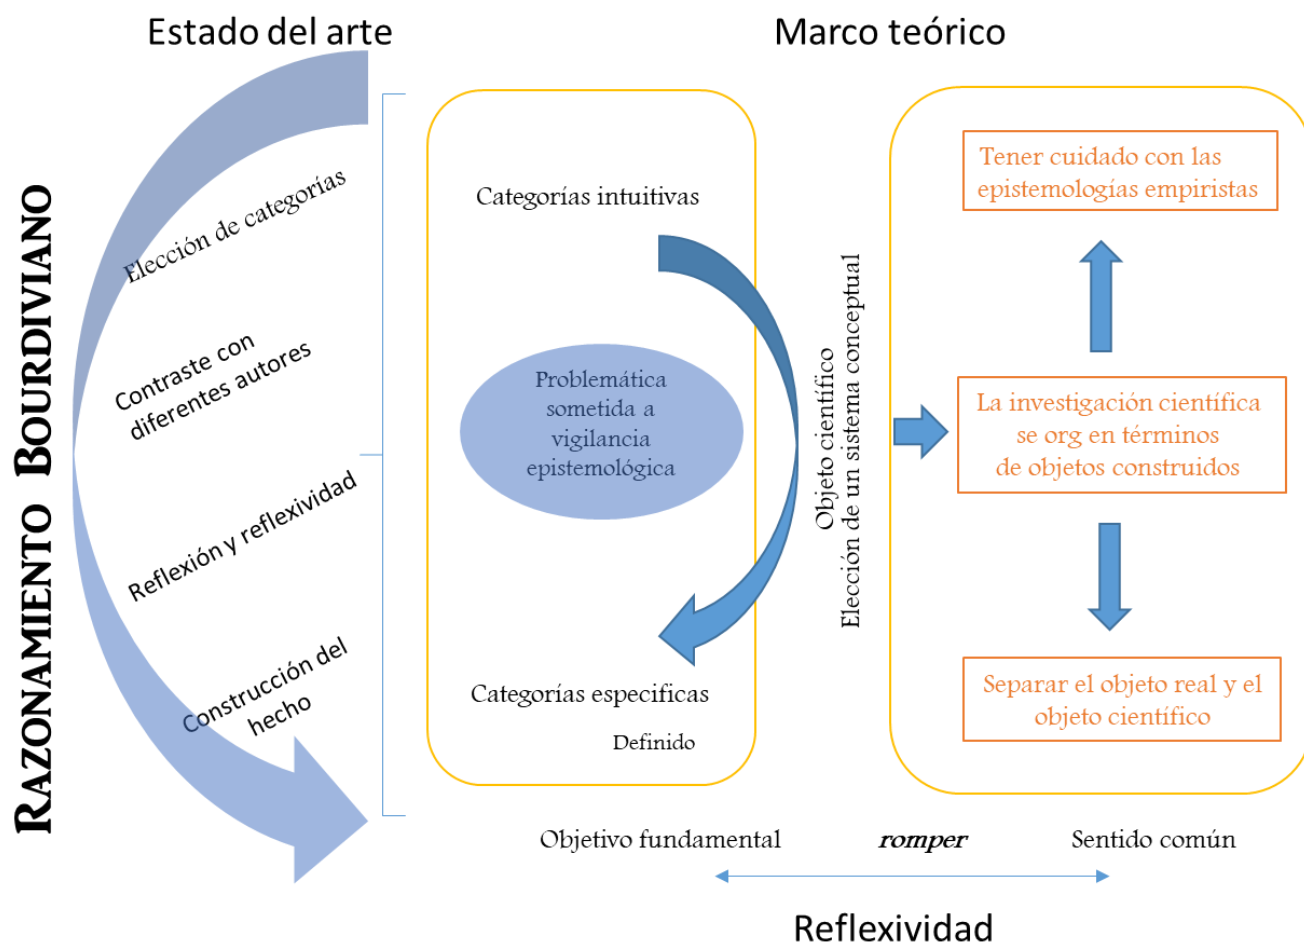 Estado del arte
Marco teórico
RAZONAMIENTO BOURDIVIANO
Elección de categorías
Contraste con
diferentes autores
Reflexión y reflexividad
Construcción del
hecho
Categorías intuitivas
Problemática
sometida a
vigilancia
epistemológica
Categorías especificas
Definido
Objeto científico
Elección de un sistema conceptual
Tener cuidado con las
epistemologías empiristas
La investigación científica
se org en términos
de objetos construidos
Separar el objeto real y el
objeto científico
Objetivo fundamental
romper
Sentido común
Reflexividad